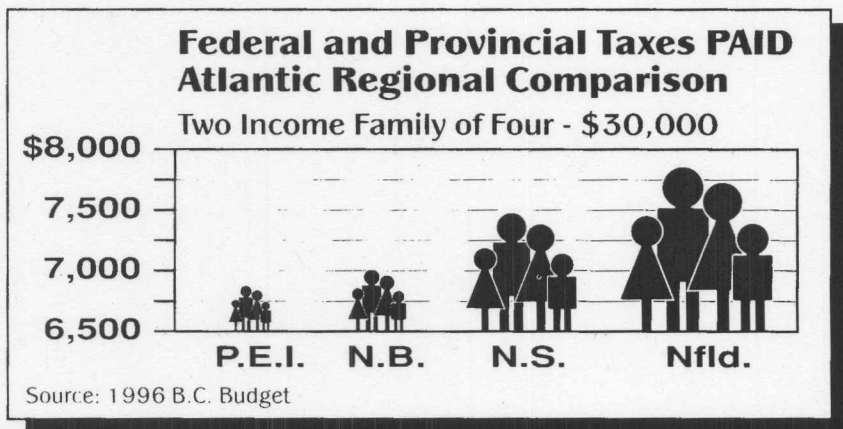 Federal and Provincial Taxes PAID
Atlantic Regional Comparison
Two Income Family of Four - $30,000
$8,000
7,500
7,000
6,500
P.E.I. N.B. N.S. Nfld.
Source: 1996 B.C. Budget